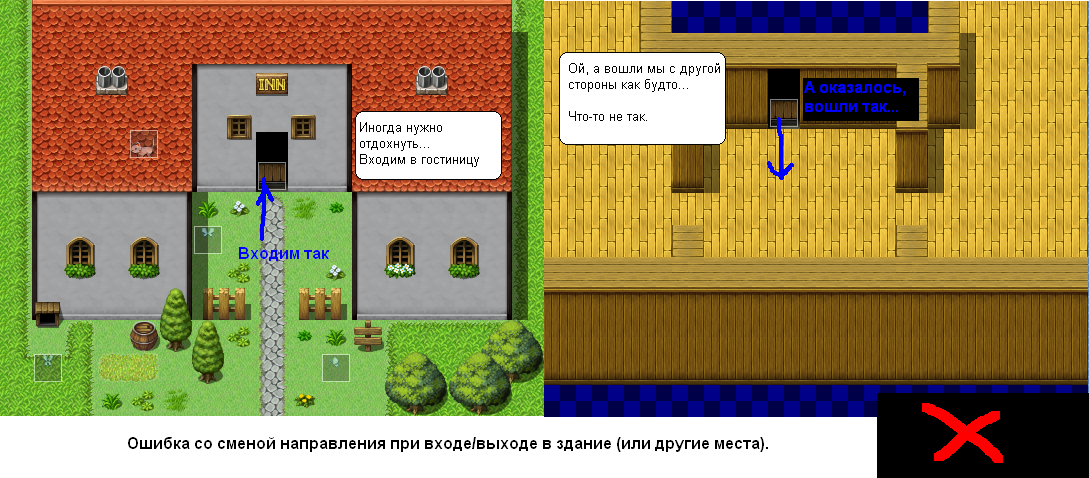 INN
Иногда нужно
отдохнуть...
Входим в гостиницу
Входим так
Ой, а вошли мы с другой
стороны как будто...
Что-то не так.
А оказалось,
вошли так...
Ошибка со сменой направления при входе/выходе в здание (или другие места).